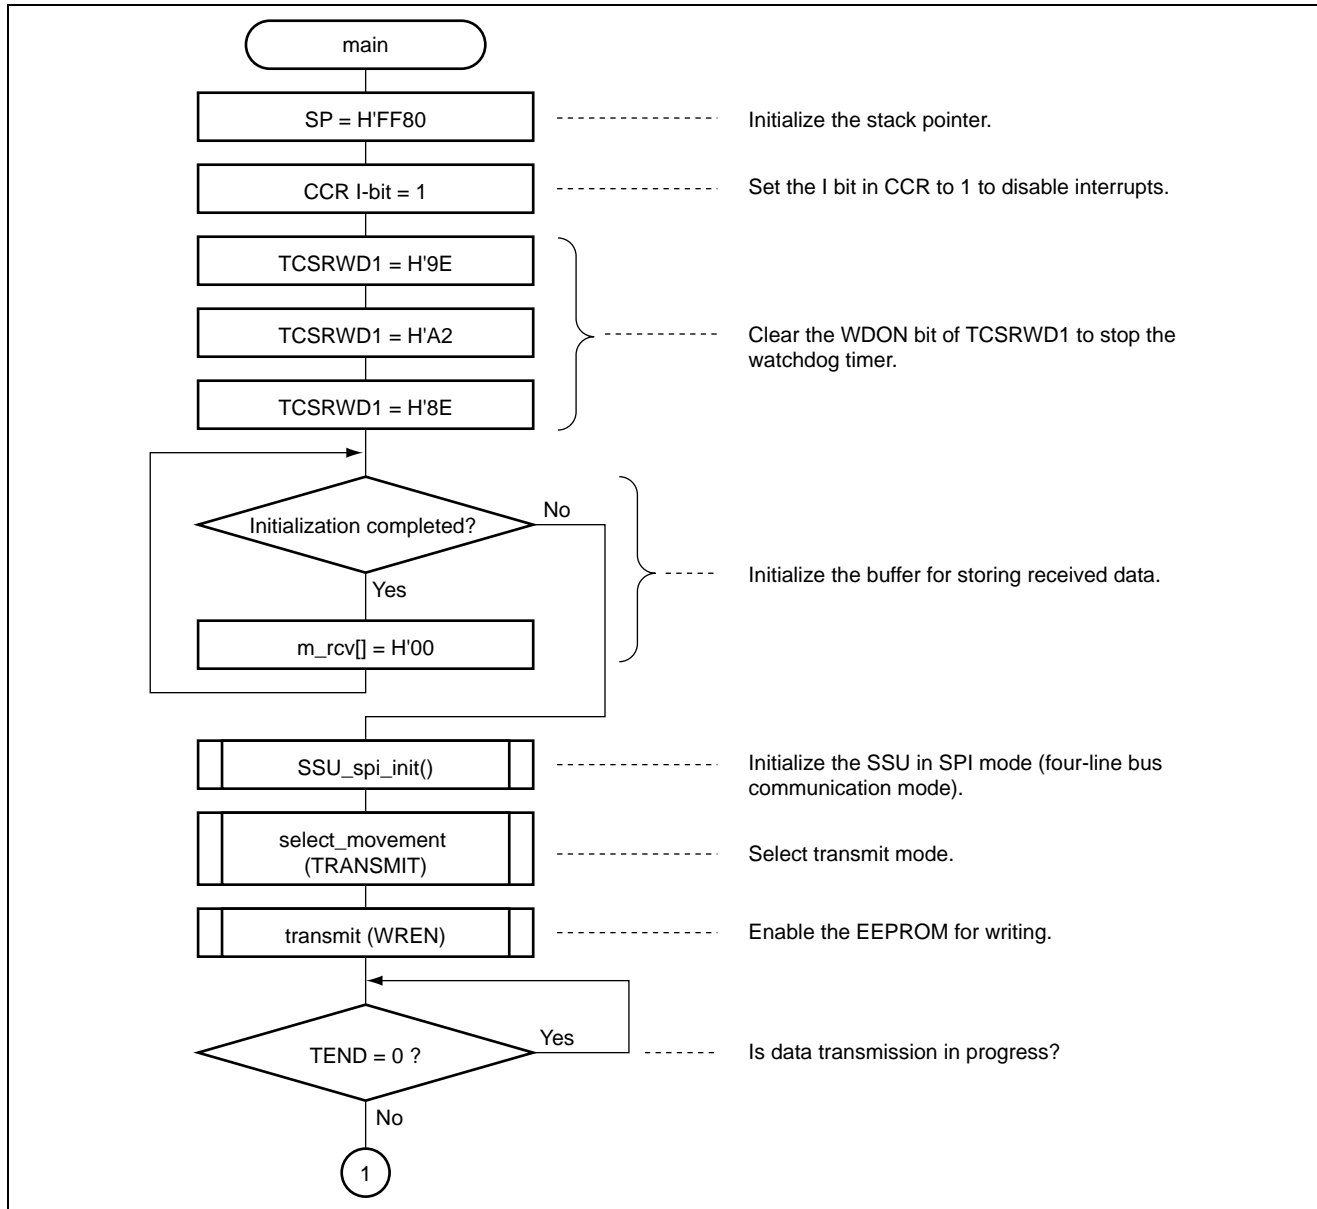 main
SP = H'FF80
Initialize the stack pointer.
CCR I-bit = 1
Set the I bit in CCR to 1 to disable interrupts.
TCSRWD1 = H'9E
TCSRWD1 = H'A2
Clear the WDON bit of TCSRWD1 to stop the
watchdog timer.
TCSRWD1 = H'8E
Initialization completed?
No
Yes
Initialize the buffer for storing received data.
m_rcv[] = H'00
SSU_spi_init()
Initialize the SSU in SPI mode (four-line bus
communication mode).
select_movement
(TRANSMIT)
Select transmit mode.
transmit (WREN)
Enable the EEPROM for writing.
TEND = 0 ?
Yes
Is data transmission in progress?
No
1